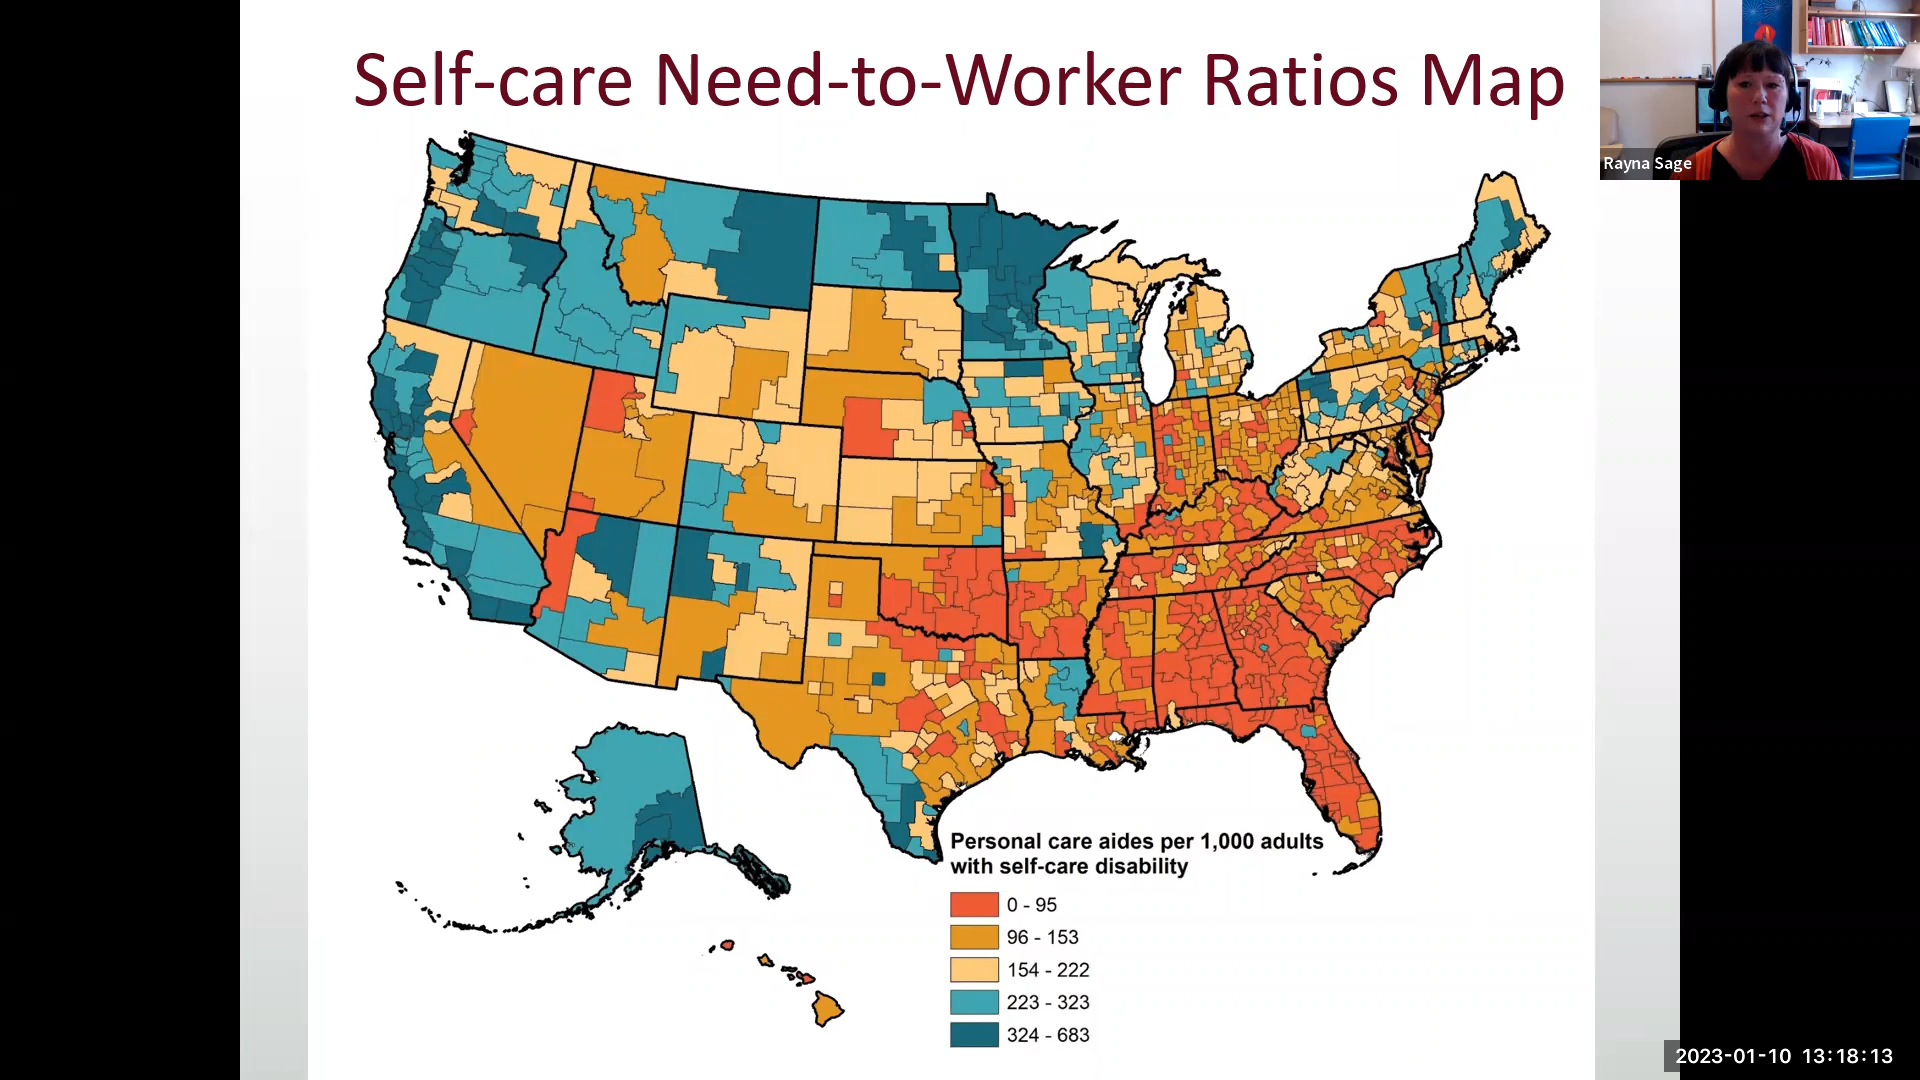 Self-care Need-to-Worker Ratios Map
Rayna Sage
Personal care aides per 1,000 adults
with self-care disability
0 - 95
96 - 153
154 - 222
223 - 323
324 - 683
2023-01-10 13:18:13